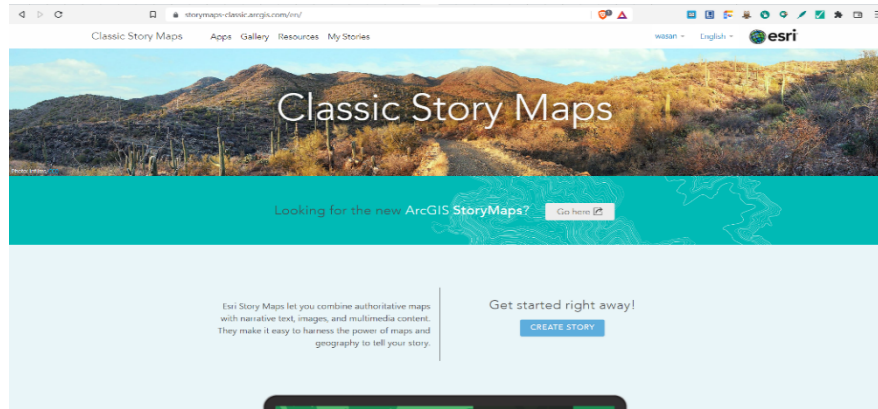 storymaps-classic.arcgis.com/en/
Classic Story Maps Apps Gallery Resources My Stories wasan English esri
Classic Story Maps
Looking for the new ArcGIS StoryMaps? Go here
Esri Story Maps let you combine authoritative maps
with narrative text, images, and multimedia content.
They make it easy to harness the power of maps and
geography to tell your story.
Get started right away!
CREATE STORY